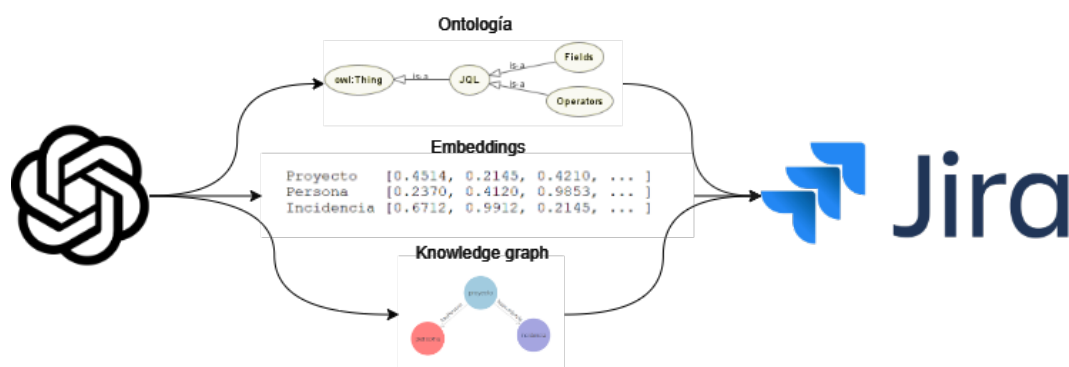 Ontología
owl:Thing
is-a
JQL
is-a
Fields
is-a
Operators
Embeddings
Proyecto [0.4514, 0.2145, 0.4210, ... ]
Persona [0.2370, 0.4120, 0.9853, ... ]
Incidencia [0.6712, 0.9912, 0.2145, ... ]
Jira
Knowledge graph
proyecto
persona
incidencia